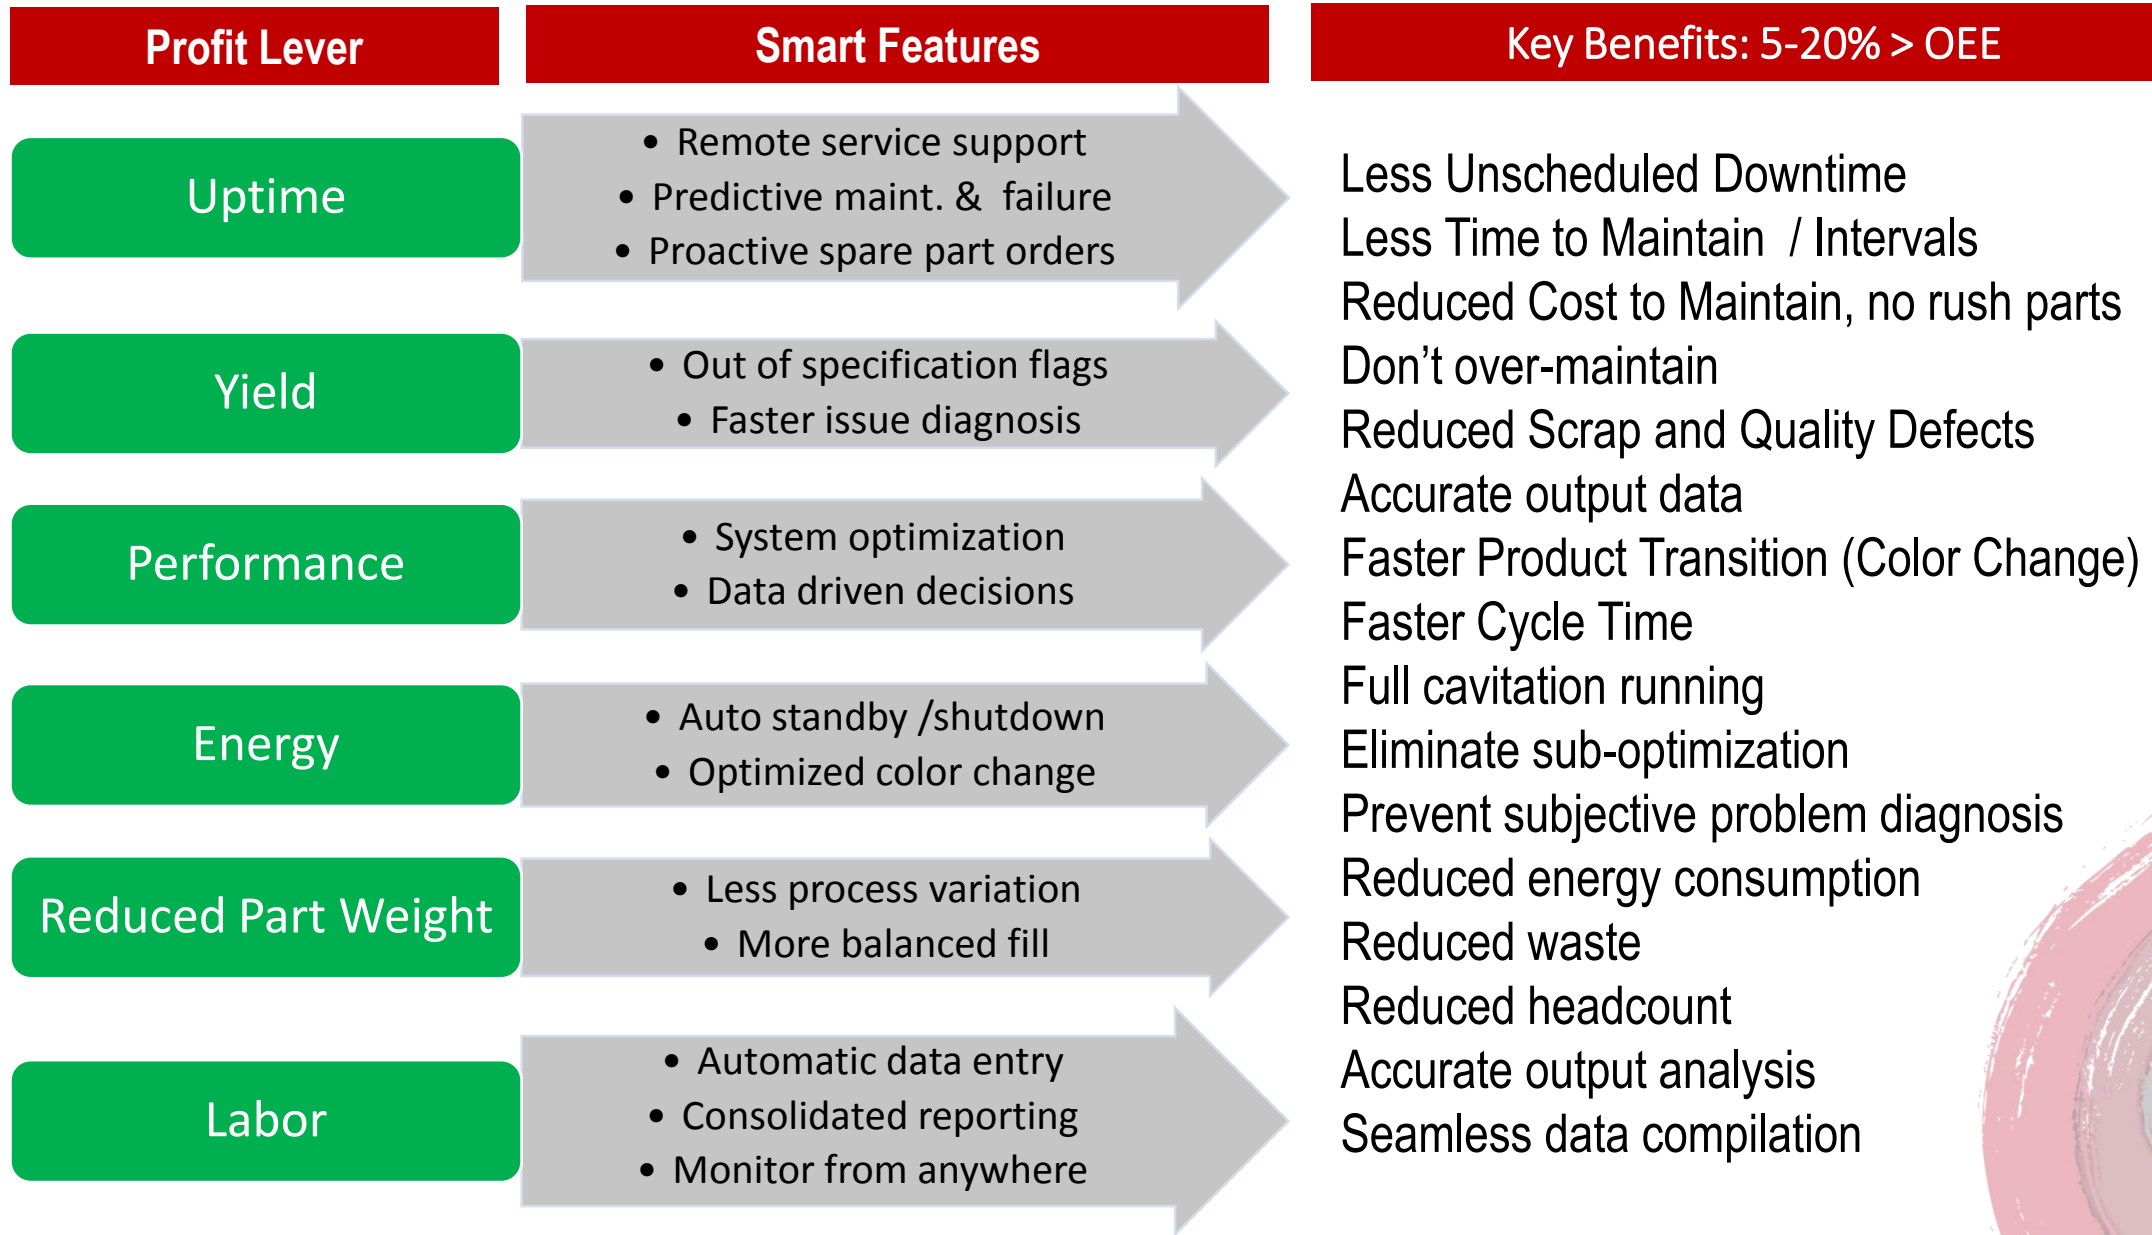 Profit Lever
Smart Features
Key Benefits: 5-20% > OEE
Uptime
• Remote service support
• Predictive maint. & failure
• Proactive spare part orders
Yield
• Out of specification flags
• Faster issue diagnosis
Performance
• System optimization
• Data driven decisions
Energy
• Auto standby /shutdown
• Optimized color change
Reduced Part Weight
• Less process variation
• More balanced fill
Labor
• Automatic data entry
• Consolidated reporting
• Monitor from anywhere
Less Unscheduled Downtime
Less Time to Maintain / Intervals
Reduced Cost to Maintain, no rush parts
Don’t over-maintain
Reduced Scrap and Quality Defects
Accurate output data
Faster Product Transition (Color Change)
Faster Cycle Time
Full cavitation running
Eliminate sub-optimization
Prevent subjective problem diagnosis
Reduced energy consumption
Reduced waste
Reduced headcount
Accurate output analysis
Seamless data compilation